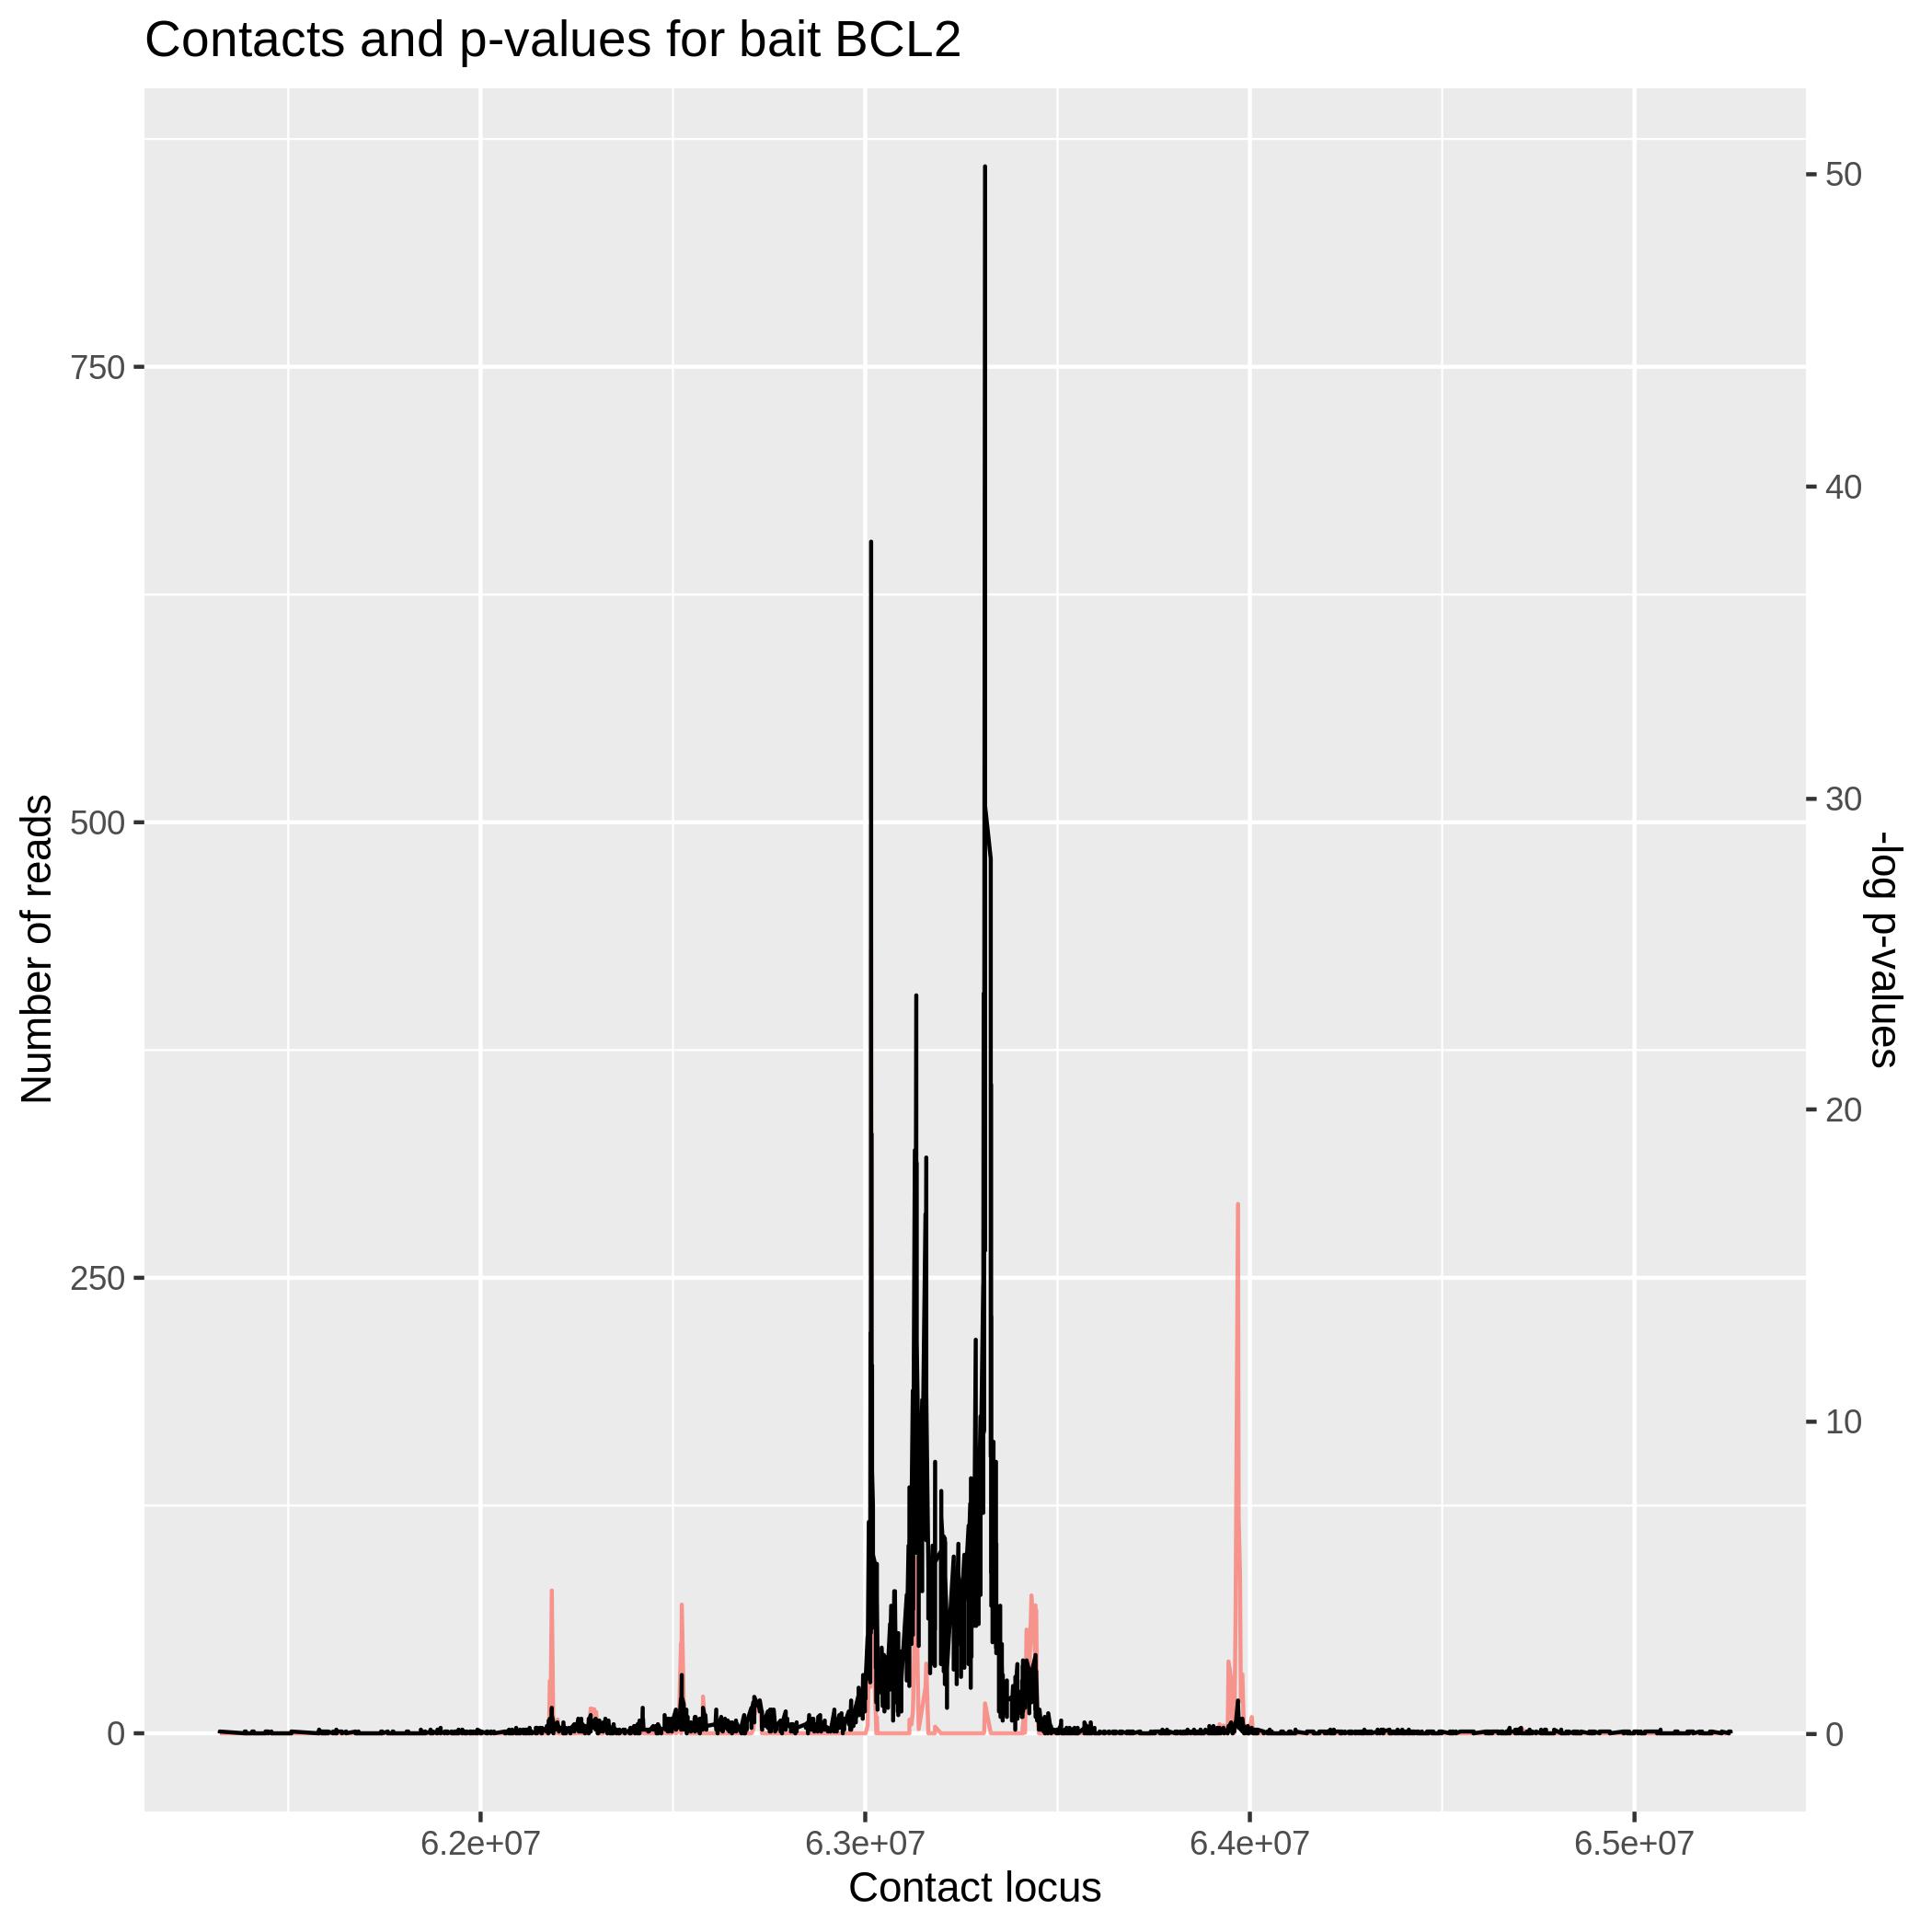 Contacts and p-values for bait BCL2
Number of reads
750
500
250
0
50
40
30
20
10
0
-log p-values
6.2e+07
6.3e+07
6.4e+07
6.5e+07
Contact locus